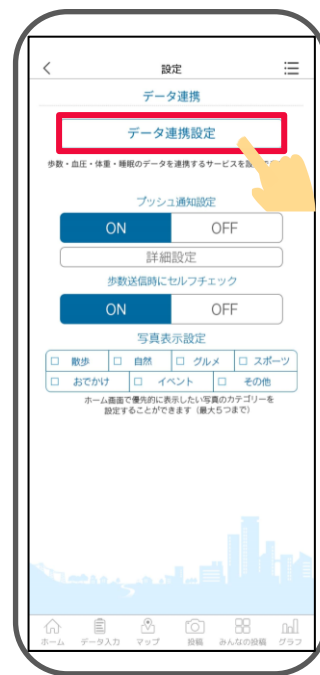 設定
データ連携
データ連携設定
歩数・血圧・体重・睡眠のデータを連携するサービスを設
プッシュ通知設定
ON OFF
詳細設定
歩数送信時にセルフチェック
ON OFF
写真表示設定
散歩 自然 グルメ スポーツ
おでかけ イベント その他
ホーム画面で優先的に表示したい写真のカテゴリーを
設定することができます（最大5つまで）
ホーム データ入力 マップ 投稿 みんなの投稿 グラフ